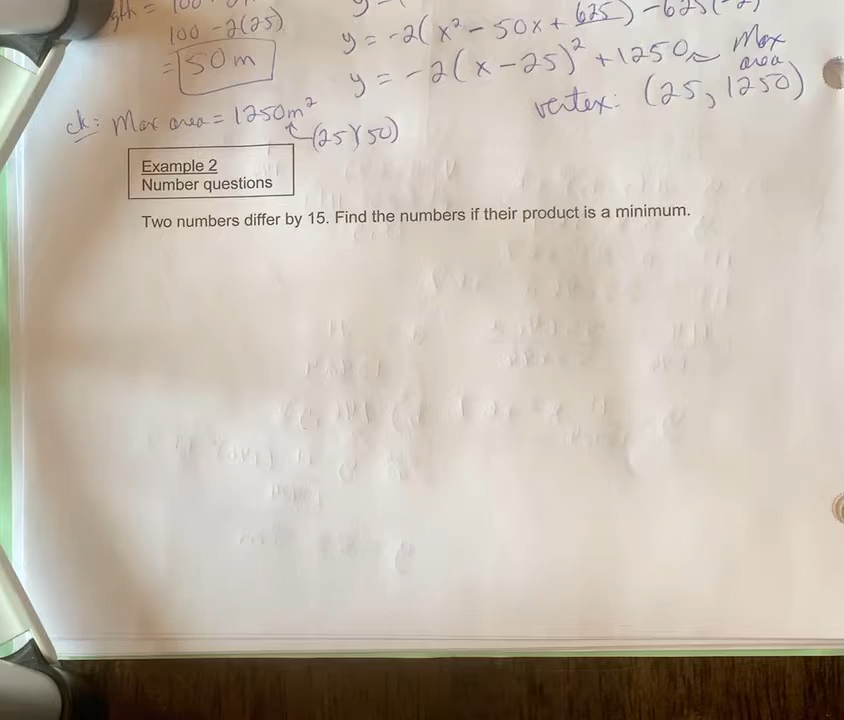 100 - 2(25)
= 50m
y = -2(x² - 50x + 625) - 625(-2)
y = -2(x - 25)² + 1250 ~ Max area
vertex: (25, 1250)
ck: Max area = 1250m²
(25)(50)
Example 2
Number questions
Two numbers differ by 15. Find the numbers if their product is a minimum.